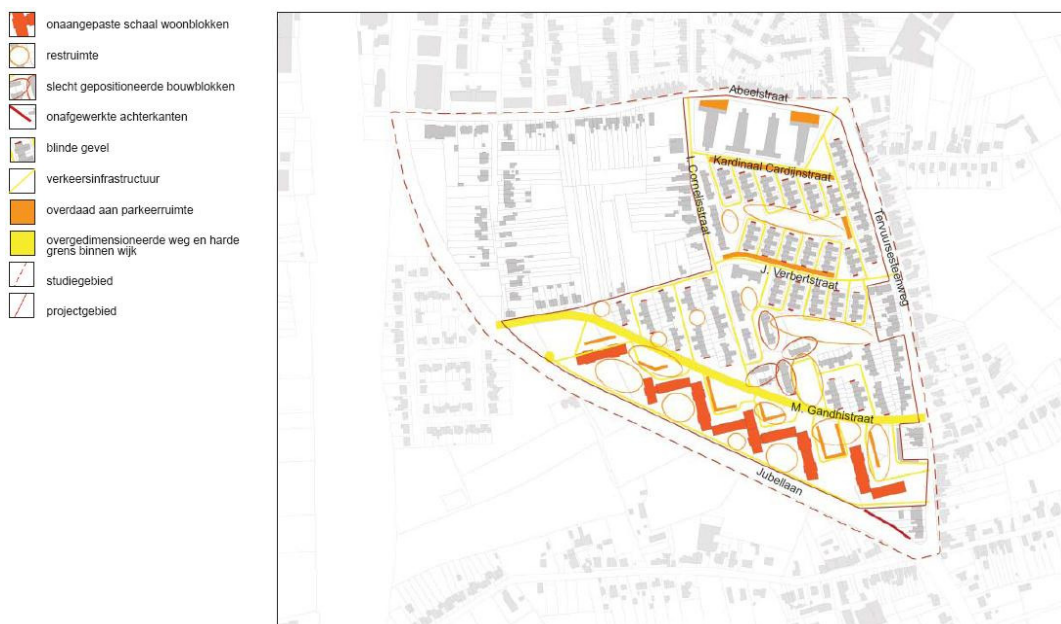 onaangepaste schaal woonblokken
restruimte
slecht gepositioneerde bouwblokken
onafgewerkte achterkanten
blinde gevel
verkeersinfrastructuur
overdaad aan parkeerruimte
overgedimensioneerde weg en harde
grens binnen wijk
studiegebied
projectgebied
Abeelstraat
Kardinaal Cardijnstraat
I. Cornelisstraat
Tervuursesteenweg
J. Verbertstraat
M. Gandhistraat
Jubellaan